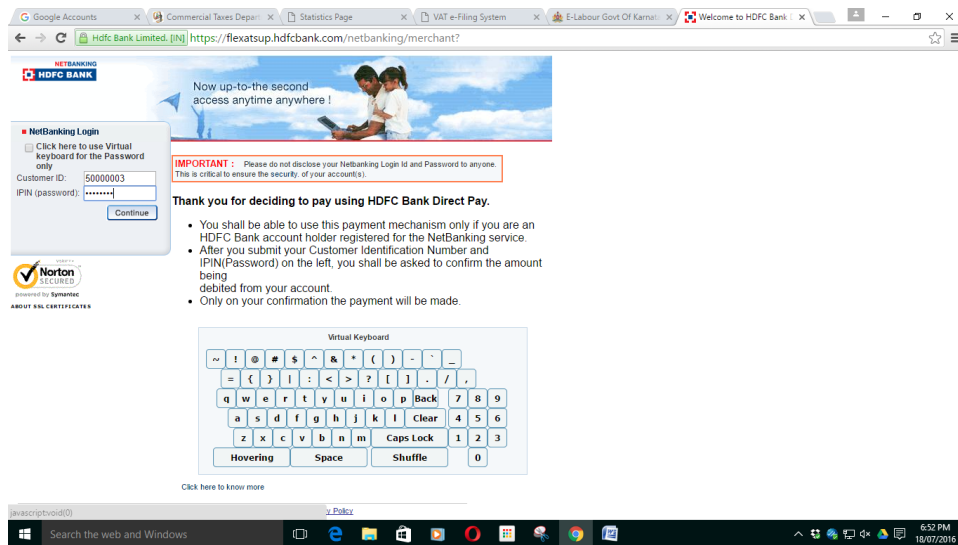 Google Accounts
Commercial Taxes Depart
Statistics Page
VAT e-Filing System
E-Labour Govt Of Karnat
Welcome to HDFC Bank
Hdfc Bank Limited. [IN] https://flexatsup.hdfcbank.com/netbanking/merchant?
NETBANKING
HDFC BANK
Now up-to-the second
access anytime anywhere !
NetBanking Login
Click here to use Virtual
keyboard for the Password
only
Customer ID: 50000003
IPIN (password): ••••••••
Continue
Norton
SECURED
powered by Symantec
ABOUT SSL CERTIFICATES
IMPORTANT : Please do not disclose your Netbanking Login Id and Password to anyone.
This is critical to ensure the security. of your account(s).
Thank you for deciding to pay using HDFC Bank Direct Pay.
• You shall be able to use this payment mechanism only if you are an
HDFC Bank account holder registered for the NetBanking service.
• After you submit your Customer Identification Number and
IPIN(Password) on the left, you shall be asked to confirm the amount
being
debited from your account.
• Only on your confirmation the payment will be made.
Virtual Keyboard
~ ! @ # $ ^ & * ( ) - ` _
= { } | : < > ? [ ] . / ,
q w e r t y u i o p Back 7 8 9
a s d f g h j k l Clear 4 5 6
z x c v b n m Caps Lock 1 2 3
Hovering Space Shuffle 0
Click here to know more
javascript:void(0)
y Policy
Search the web and Windows
6:52 PM
18/07/2016